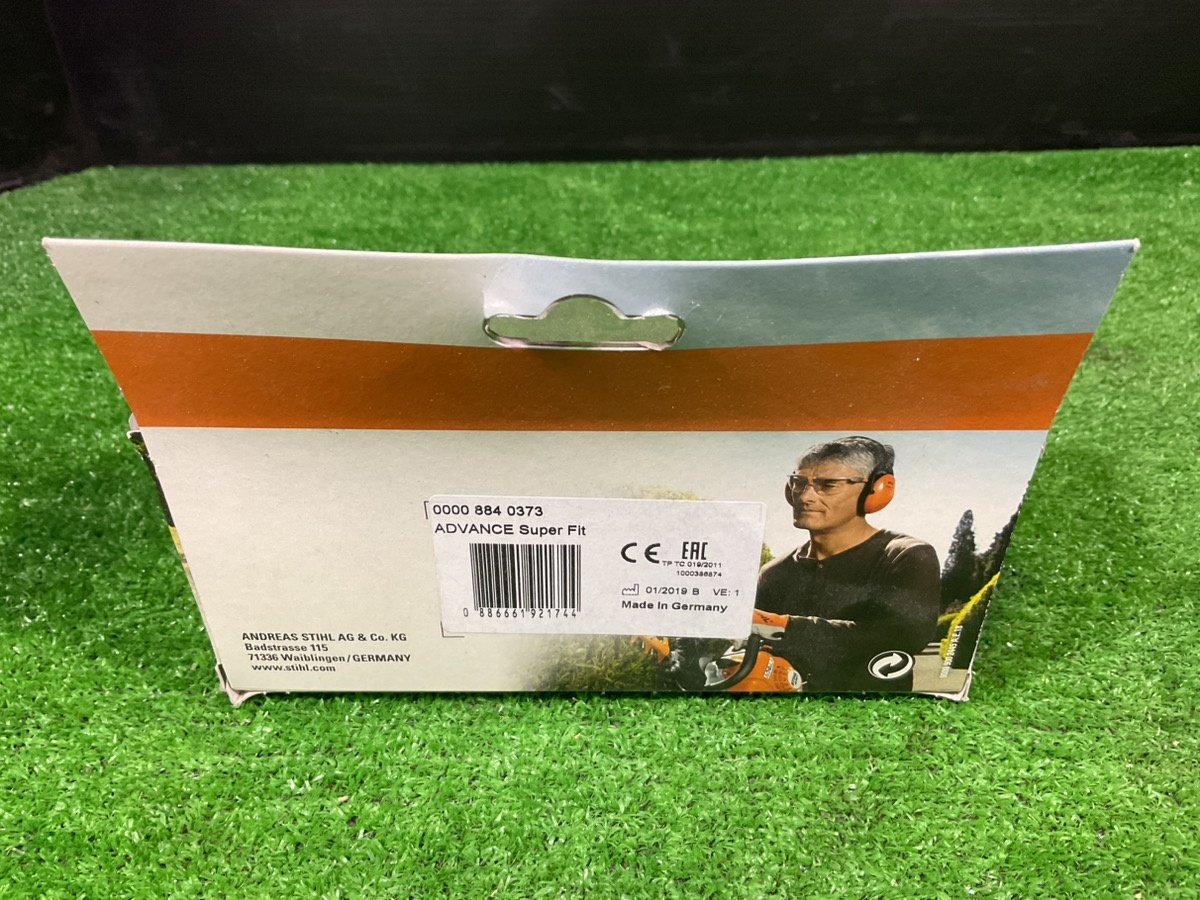 0000 884 0373
ADVANCE Super Fit
CE EAC
TP TC 019/2011
1000386874
0 886661 921744
01/2019 B VE: 1
Made in Germany
ANDREAS STIHL AG & Co. KG
Badstrasse 115
71336 Waiblingen/GERMANY
www.stihl.com